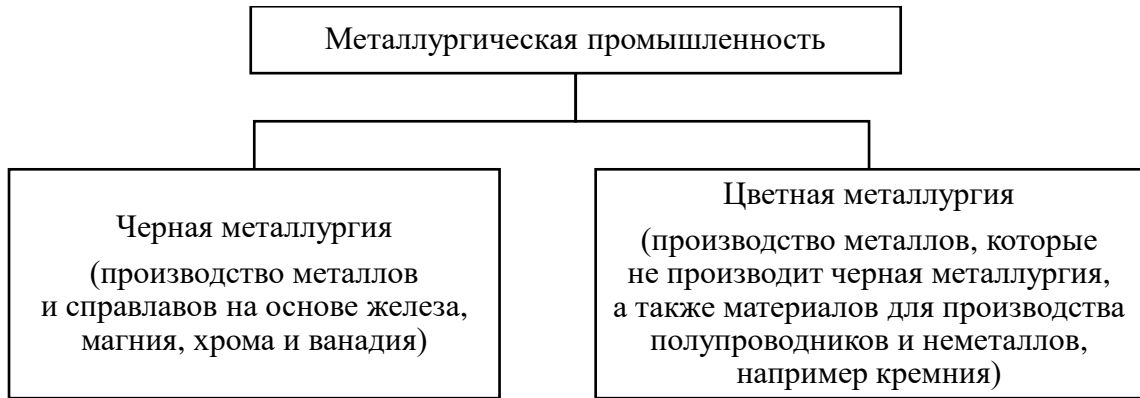 Металлургическая промышленность
Черная металлургия
(производство металлов
и справлавов на основе железа,
магния, хрома и ванадия)
Цветная металлургия
(производство металлов, которые
не производит черная металлургия,
а также материалов для производства
полупроводников и неметаллов,
например кремния)